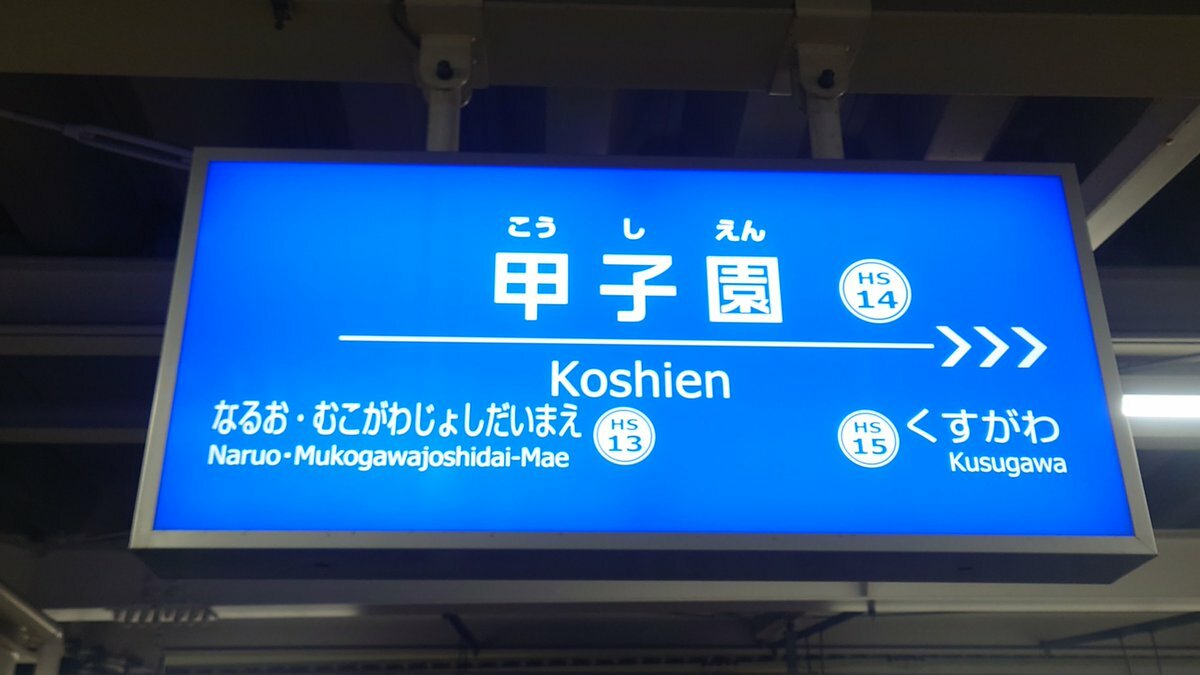 こう し えん
甲子園 HS 14
Koshien
なるお・むこがわじょしだいまえ HS 13
Naruo・Mukogawajoshidai-Mae
HS 15 くすがわ
Kusugawa